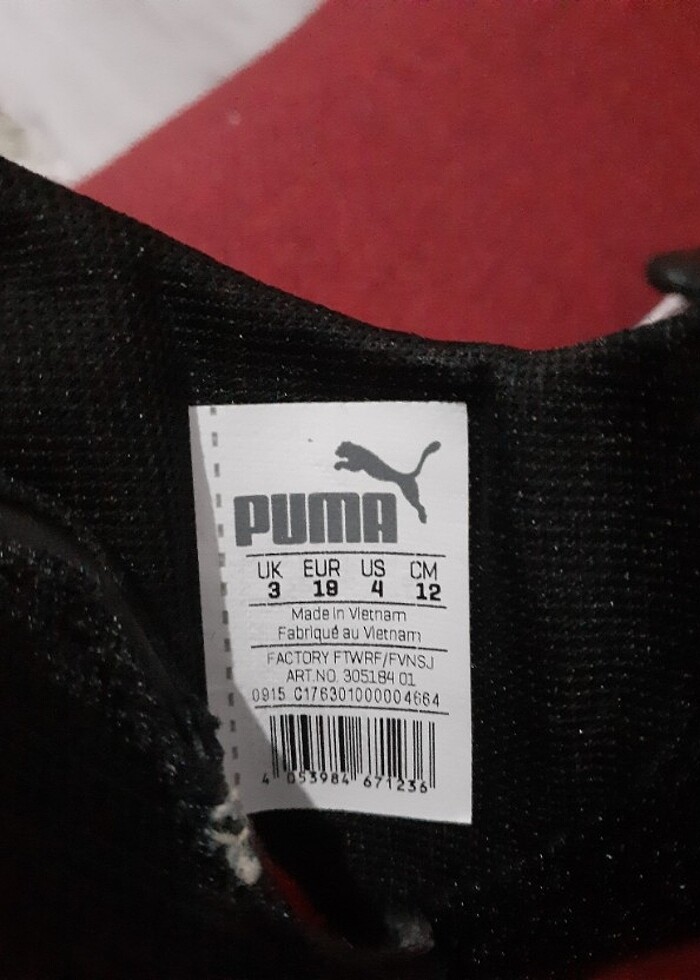 PUMA
UK EUR US CM
3 19 4 12
Made in Vietnam
Fabriqué au Vietnam
FACTORY FTWRF/FVNSJ
ART.NO. 305184 01
0915 C176301000004664
4 053984 671236